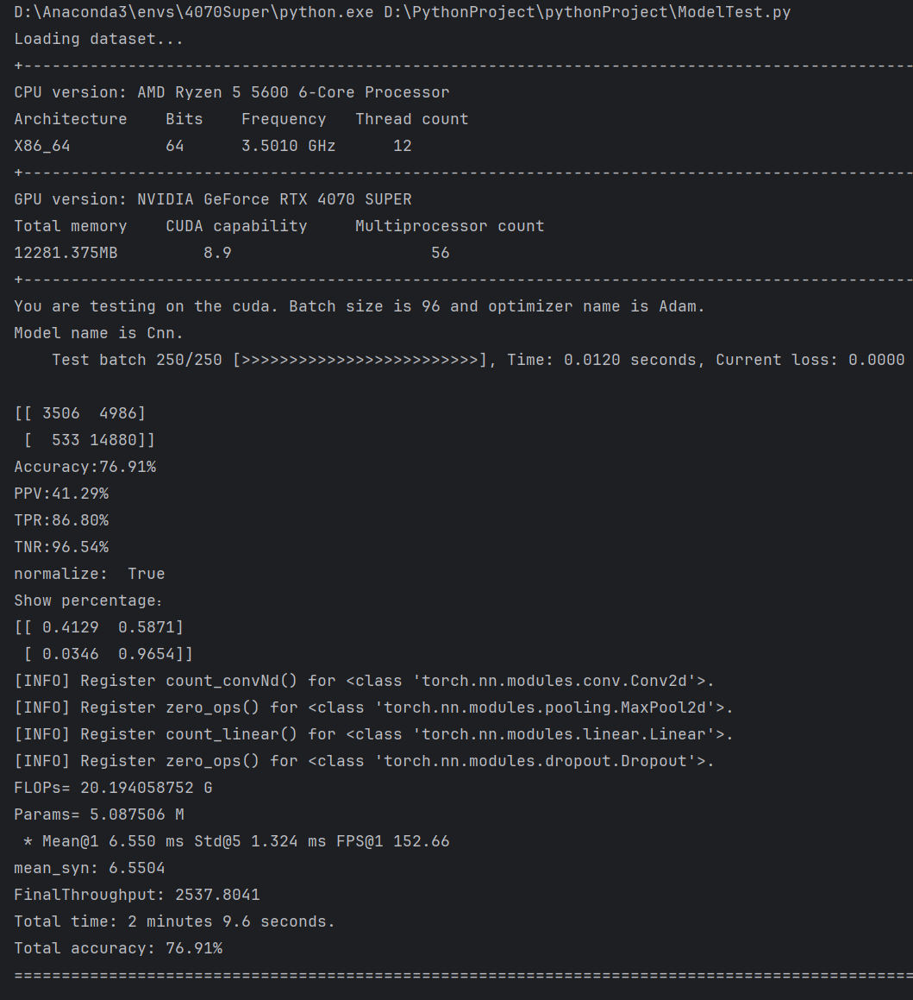 D:\Anaconda3\envs\4070Super\python.exe D:\PythonProject\pythonProject\ModelTest.py
Loading dataset...
+-----------------------------------------------------------------------------------------------
CPU version: AMD Ryzen 5 5600 6-Core Processor
Architecture    Bits    Frequency   Thread count
X86_64          64      3.5010 GHz      12
+-----------------------------------------------------------------------------------------------
GPU version: NVIDIA GeForce RTX 4070 SUPER
Total memory    CUDA capability     Multiprocessor count
12281.375MB         8.9                     56
+-----------------------------------------------------------------------------------------------
You are testing on the cuda. Batch size is 96 and optimizer name is Adam.
Model name is Cnn.
    Test batch 250/250 [>>>>>>>>>>>>>>>>>>>>>>>>>], Time: 0.0120 seconds, Current loss: 0.0000
[[ 3506  4986]
 [  533 14880]]
Accuracy:76.91%
PPV:41.29%
TPR:86.80%
TNR:96.54%
normalize:  True
Show percentage：
[[ 0.4129  0.5871]
 [ 0.0346  0.9654]]
[INFO] Register count_convNd() for <class 'torch.nn.modules.conv.Conv2d'>.
[INFO] Register zero_ops() for <class 'torch.nn.modules.pooling.MaxPool2d'>.
[INFO] Register count_linear() for <class 'torch.nn.modules.linear.Linear'>.
[INFO] Register zero_ops() for <class 'torch.nn.modules.dropout.Dropout'>.
FLOPs= 20.194058752 G
Params= 5.087506 M
 * Mean@1 6.550 ms Std@5 1.324 ms FPS@1 152.66
mean_syn: 6.5504
FinalThroughput: 2537.8041
Total time: 2 minutes 9.6 seconds.
Total accuracy: 76.91%
================================================================================================